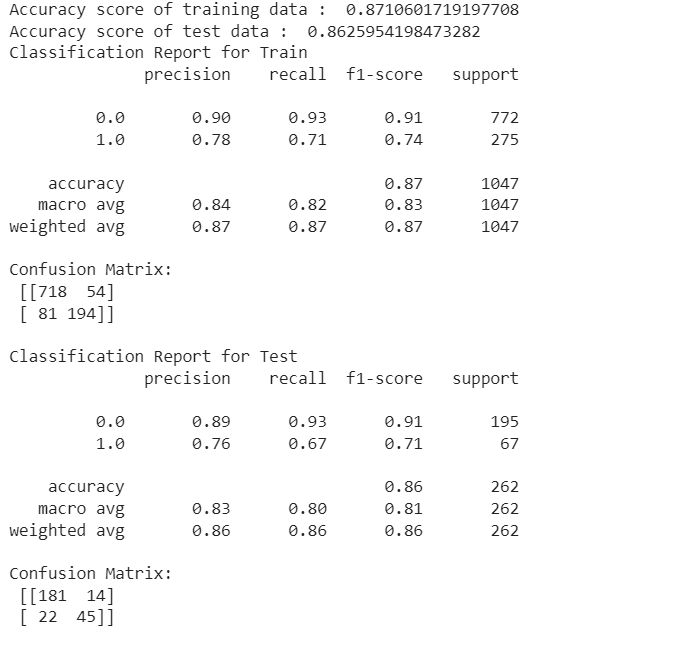 Accuracy score of training data :  0.8710601719197708
Accuracy score of test data :  0.8625954198473282
Classification Report for Train
              precision    recall  f1-score   support
         0.0       0.90      0.93      0.91       772
         1.0       0.78      0.71      0.74       275
    accuracy                           0.87      1047
   macro avg       0.84      0.82      0.83      1047
weighted avg       0.87      0.87      0.87      1047
Confusion Matrix:
 [[718  54]
 [ 81 194]]
Classification Report for Test
              precision    recall  f1-score   support
         0.0       0.89      0.93      0.91       195
         1.0       0.76      0.67      0.71        67
    accuracy                           0.86       262
   macro avg       0.83      0.80      0.81       262
weighted avg       0.86      0.86      0.86       262
Confusion Matrix:
 [[181  14]
 [ 22  45]]